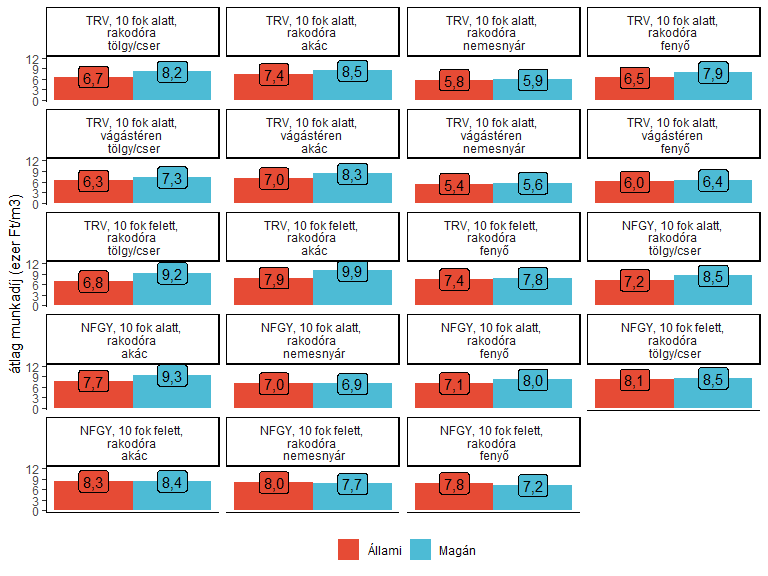 TRV, 10 fok alatt,
rakodóra
tölgy/cser
TRV, 10 fok alatt,
rakodóra
akác
TRV, 10 fok alatt,
rakodóra
nemesnyár
TRV, 10 fok alatt,
rakodóra
fenyő
12
9
6
3
0
6,7
8,2
7,4
8,5
5,8
5,9
6,5
7,9
TRV, 10 fok alatt,
vágástéren
tölgy/cser
TRV, 10 fok alatt,
vágástéren
akác
TRV, 10 fok alatt,
vágástéren
nemesnyár
TRV, 10 fok alatt,
vágástéren
fenyő
12
9
6
3
0
6,3
7,3
7,0
8,3
5,4
5,6
6,0
6,4
átlag munkadíj (ezer Ft/m3)
TRV, 10 fok felett,
rakodóra
tölgy/cser
TRV, 10 fok felett,
rakodóra
akác
TRV, 10 fok felett,
rakodóra
fenyő
NFGY, 10 fok alatt,
rakodóra
tölgy/cser
12
9
6
3
0
6,8
9,2
7,9
9,9
7,4
7,8
7,2
8,5
NFGY, 10 fok alatt,
rakodóra
akác
NFGY, 10 fok alatt,
rakodóra
nemesnyár
NFGY, 10 fok alatt,
rakodóra
fenyő
NFGY, 10 fok felett,
rakodóra
tölgy/cser
12
9
6
3
0
7,7
9,3
7,0
6,9
7,1
8,0
8,1
8,5
NFGY, 10 fok felett,
rakodóra
akác
NFGY, 10 fok felett,
rakodóra
nemesnyár
NFGY, 10 fok felett,
rakodóra
fenyő
12
9
6
3
0
8,3
8,4
8,0
7,7
7,8
7,2
Állami
Magán